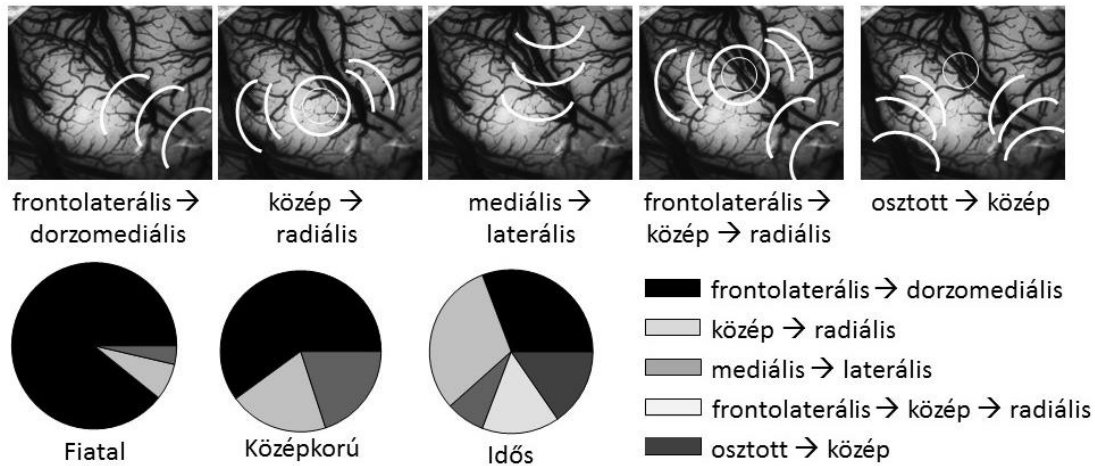 frontolaterális →
dorzomediális
közép →
radiális
mediális →
laterális
frontolaterális →
közép → radiális
osztott → közép
Fiatal
Középkorú
Idős
frontolaterális → dorzomediális
közép → radiális
mediális → laterális
frontolaterális → közép → radiális
osztott → közép